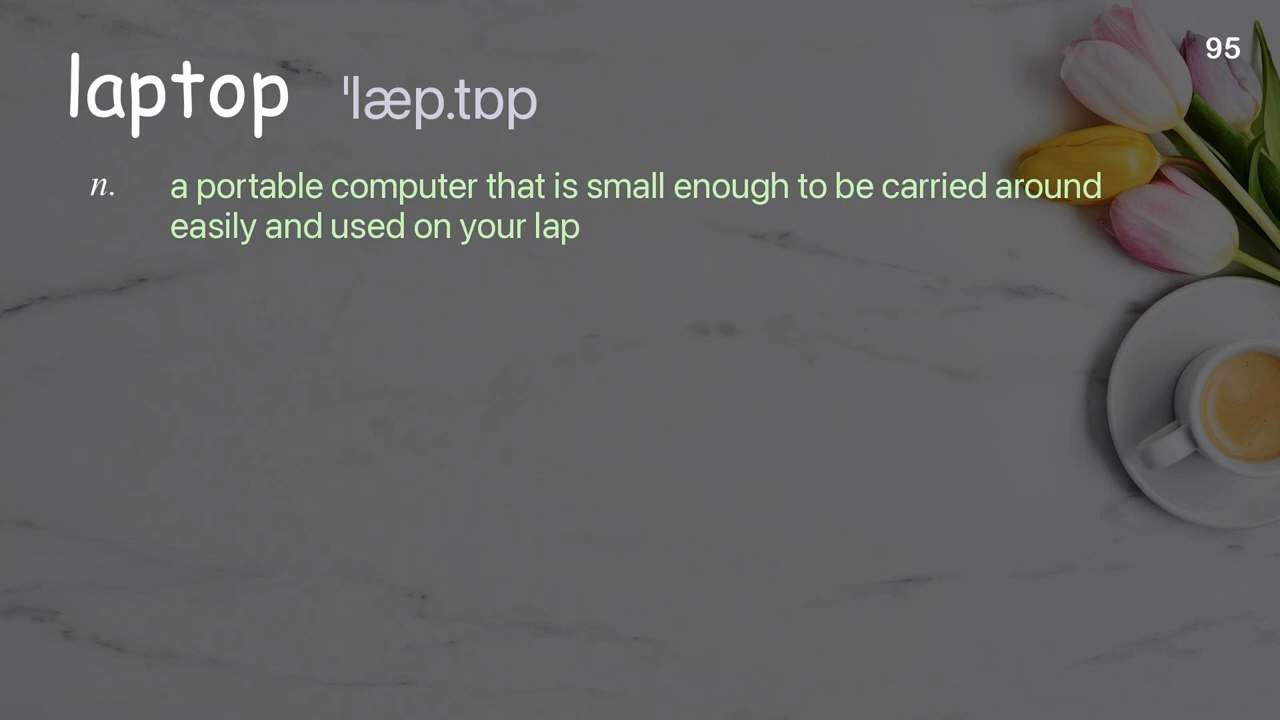 95
laptop ˈlæp.tɒp
n. a portable computer that is small enough to be carried around
easily and used on your lap